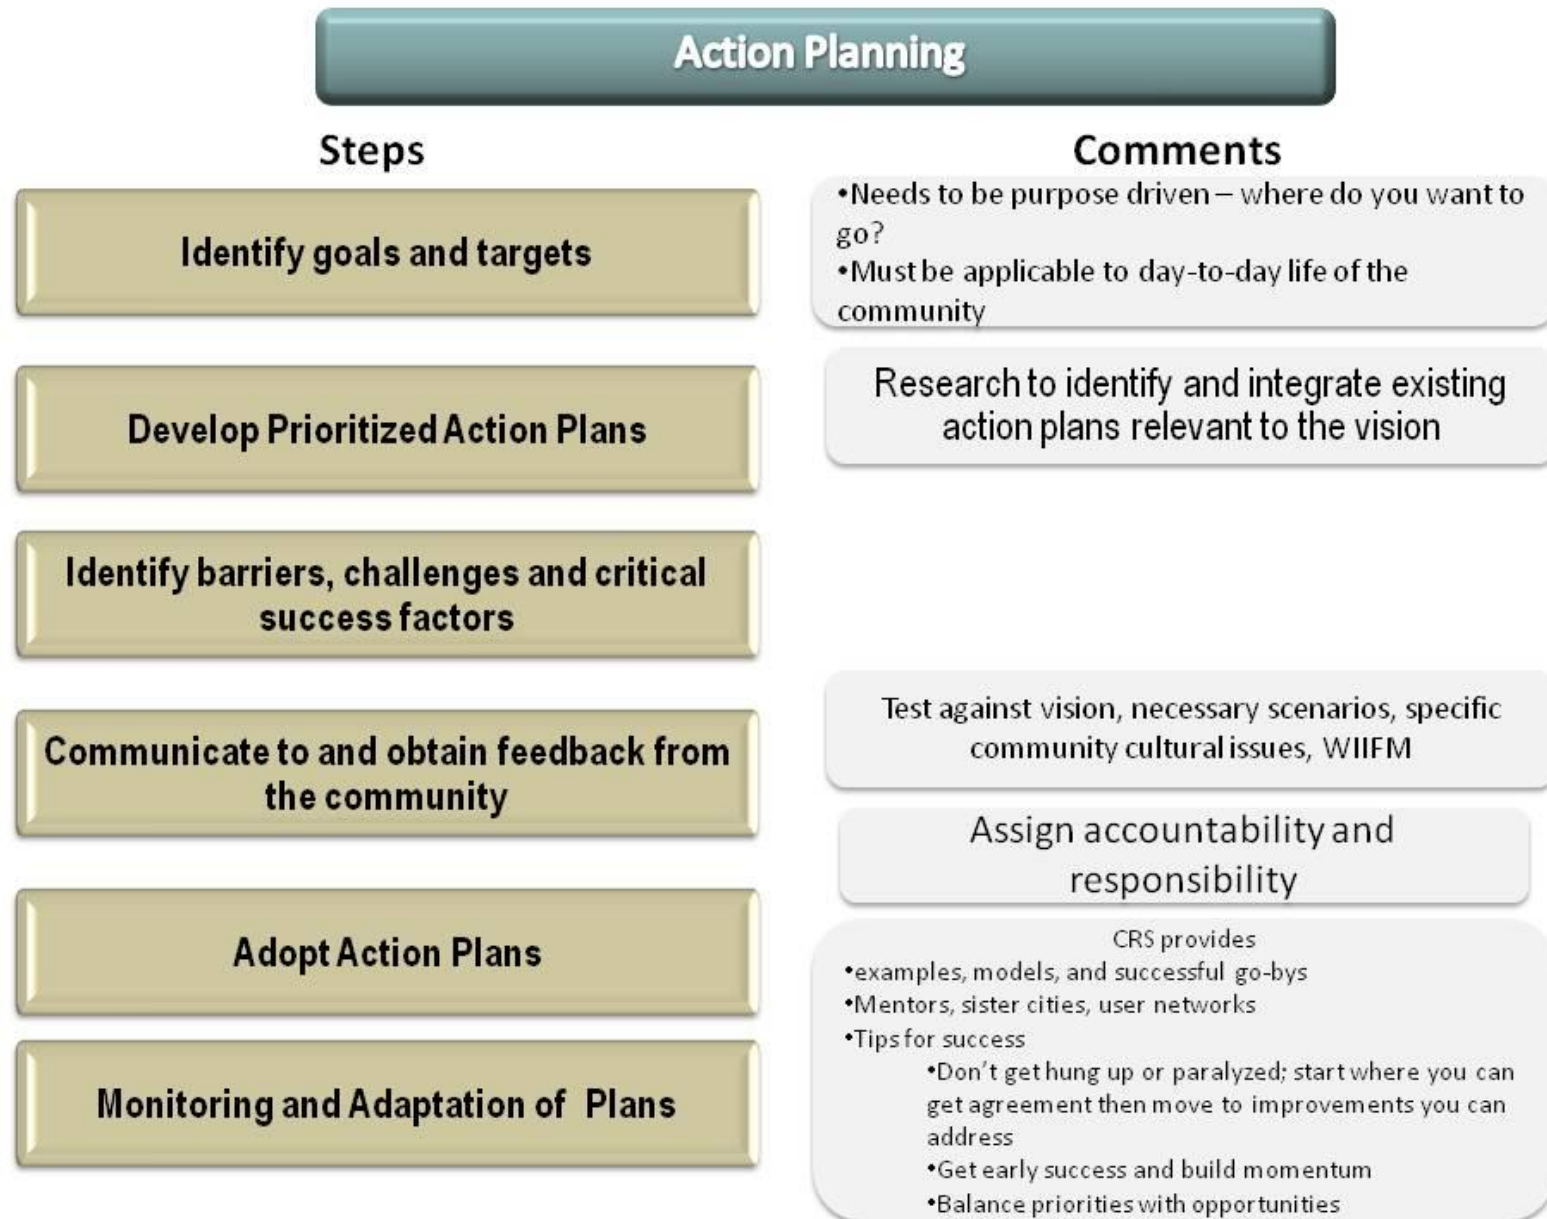 Action Planning
Steps
Comments
Identify goals and targets
•Needs to be purpose driven – where do you want to
go?
•Must be applicable to day-to-day life of the
community
Develop Prioritized Action Plans
Research to identify and integrate existing
action plans relevant to the vision
Identify barriers, challenges and critical
success factors
Communicate to and obtain feedback from
the community
Test against vision, necessary scenarios, specific
community cultural issues, WIIFM
Assign accountability and
responsibility
Adopt Action Plans
Monitoring and Adaptation of Plans
CRS provides
•examples, models, and successful go-bys
•Mentors, sister cities, user networks
•Tips for success
•Don't get hung up or paralyzed; start where you can
get agreement then move to improvements you can
address
•Get early success and build momentum
•Balance priorities with opportunities